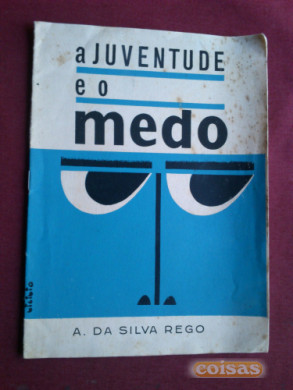 a JUVENTUDE
e o
medo
A. DA SILVA REGO
coisas